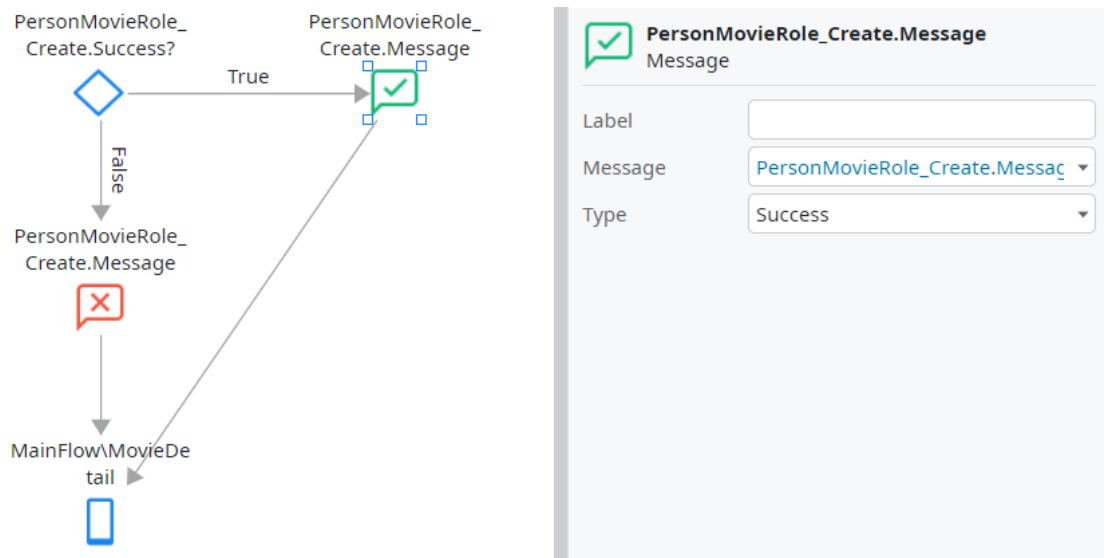 PersonMovieRole_
Create.Success?
PersonMovieRole_
Create.Message
True
False
PersonMovieRole_
Create.Message
MainFlow\MovieDe
tail
PersonMovieRole_Create.Message
Message
Label
Message
PersonMovieRole_Create.Messag
Type
Success